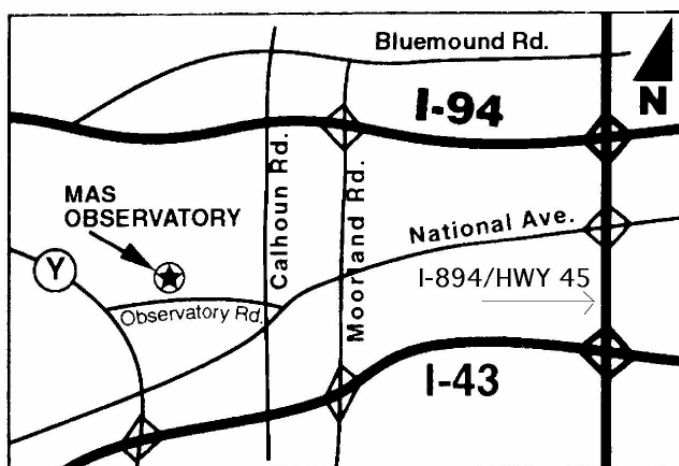 Bluemound Rd.
I-94
N
MAS
OBSERVATORY
Calhoun Rd.
Moorland Rd.
National Ave.
Y
I-894/HWY 45
Observatory Rd.
I-43